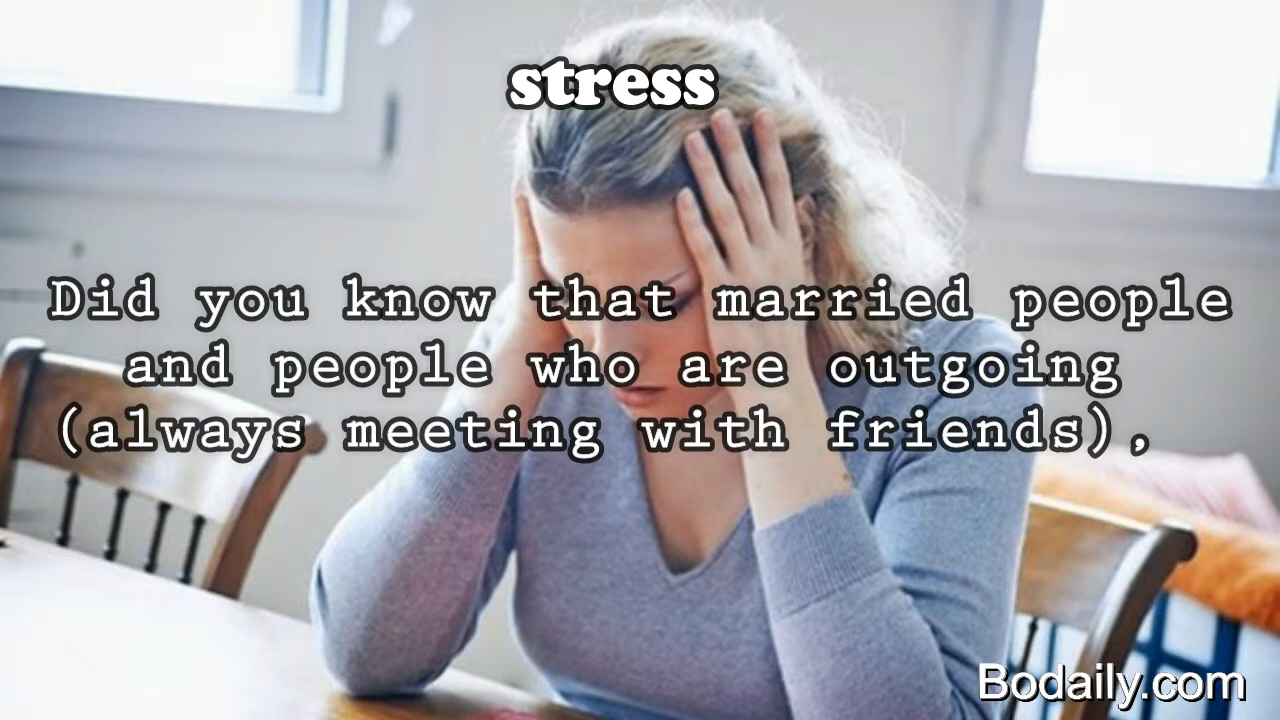 stress
Did you know that married people
and people who are outgoing
(always meeting with friends),
Bodaily.com